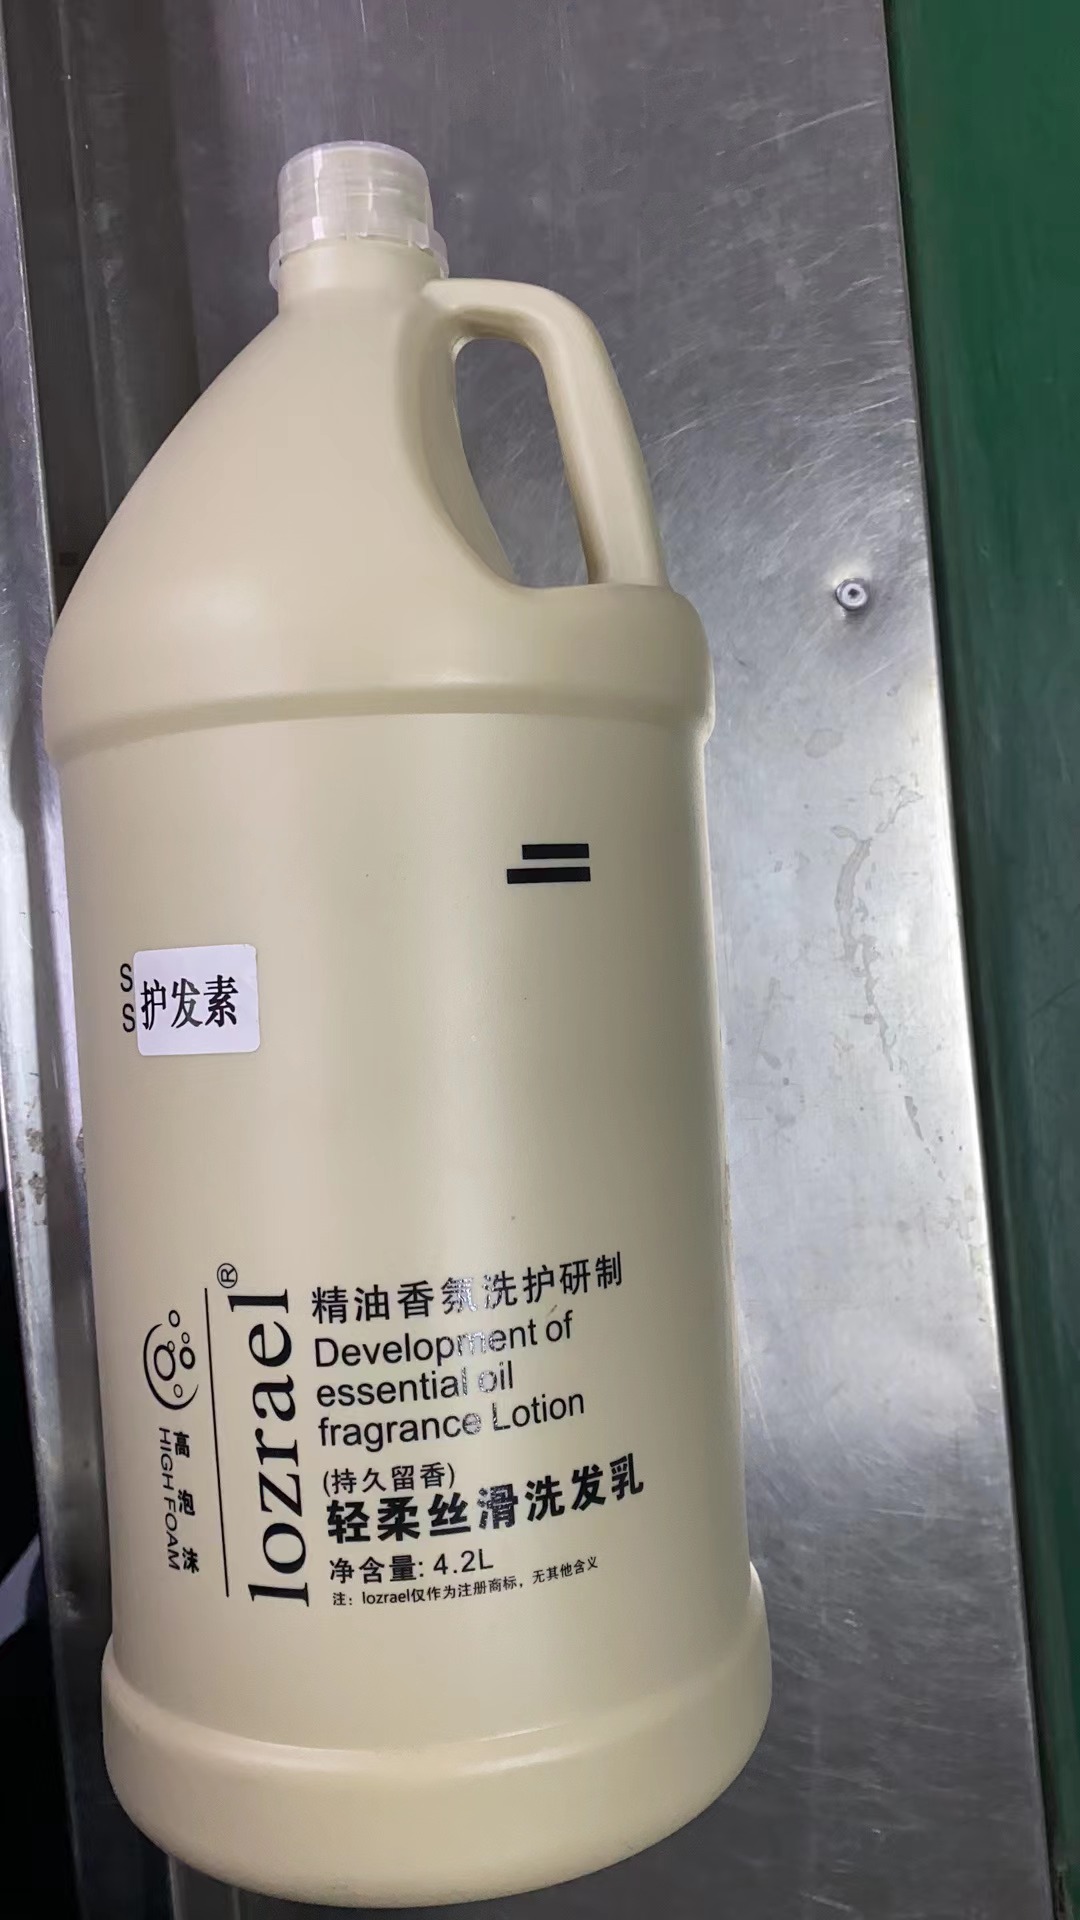 S
S
护发素
高泡沫
HIGH FOAM
lozrael®
精油香氛洗护研制
Development of
essential oil
fragrance Lotion
(持久留香)
轻柔丝滑洗发乳
净含量: 4.2L
注: lozrael仅作为注册商标，无其他含义